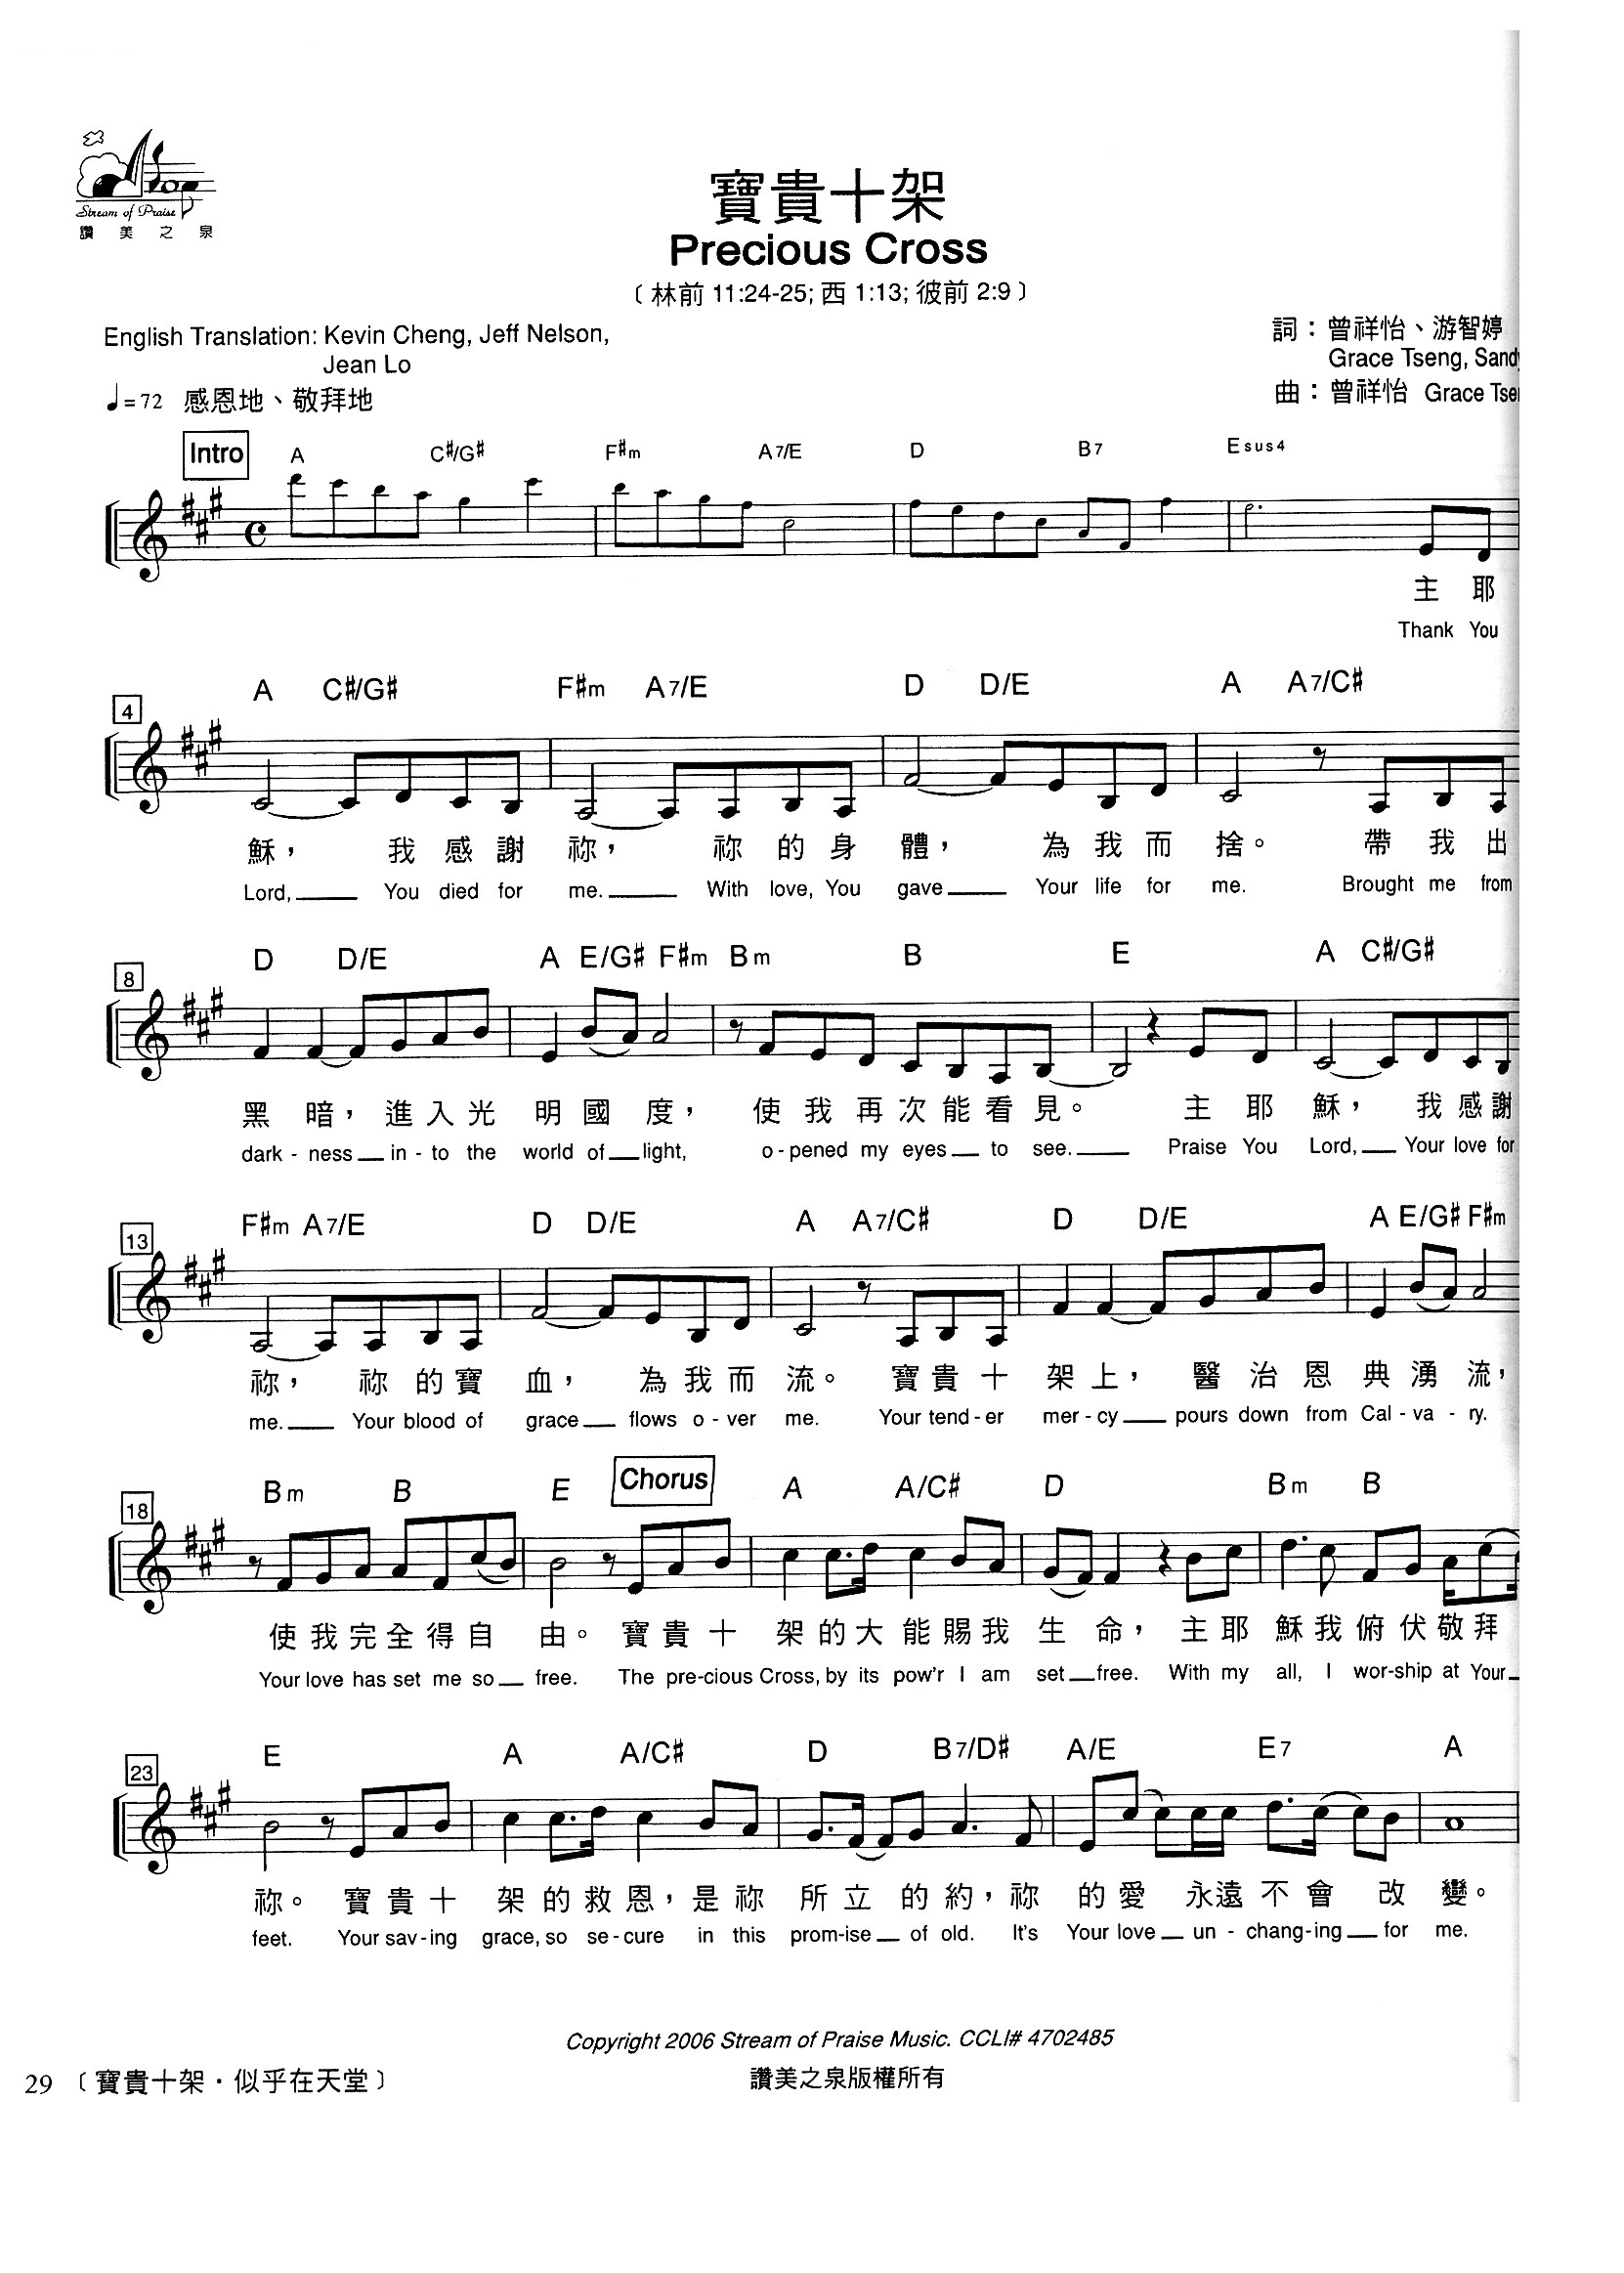 Stream of Praise
讚美之泉
寶貴十架
Precious Cross
〔林前 11:24-25; 西 1:13; 彼前 2:9〕
English Translation: Kevin Cheng, Jeff Nelson,
Jean Lo
詞：曾祥怡、游智婷
Grace Tseng, Sandy
曲：曾祥怡 Grace Tse
♩=72 感恩地、敬拜地
Intro A C#/G# F#m A7/E D B7 Esus4
主 耶
Thank You
4 A C#/G# F#m A7/E D D/E A A7/C#
穌， 我 感 謝 祢， 祢 的 身 體， 為 我 而 捨。 帶 我 出
Lord, You died for me. With love, You gave Your life for me. Brought me from
8 D D/E A E/G# F#m Bm B E A C#/G#
黑 暗， 進 入 光 明 國 度， 使 我 再 次 能 看 見。 主 耶 穌， 我 感 謝
dark - ness in - to the world of light, o - pened my eyes to see. Praise You Lord, Your love for
13 F#m A7/E D D/E A A7/C# D D/E A E/G# F#m
祢， 祢 的 寶 血， 為 我 而 流。 寶 貴 十 架 上， 醫 治 恩 典 湧 流，
me. Your blood of grace flows o - ver me. Your tend - er mer - cy pours down from Cal - va - ry.
18 Bm B E Chorus A A/C# D Bm B
使 我 完 全 得 自 由。 寶 貴 十 架 的 大 能 賜 我 生 命， 主 耶 穌 我 俯 伏 敬 拜
Your love has set me so free. The pre-cious Cross, by its pow'r I am set free. With my all, I wor-ship at Your
23 E A A/C# D B7/D# A/E E7 A
祢。 寶 貴 十 架 的 救 恩， 是 祢 所 立 的 約， 祢 的 愛 永 遠 不 會 改 變。
feet. Your sav - ing grace, so se - cure in this prom-ise of old. It's Your love un - chang-ing for me.
Copyright 2006 Stream of Praise Music. CCLI# 4702485
讚美之泉版權所有
29 〔寶貴十架・似乎在天堂〕